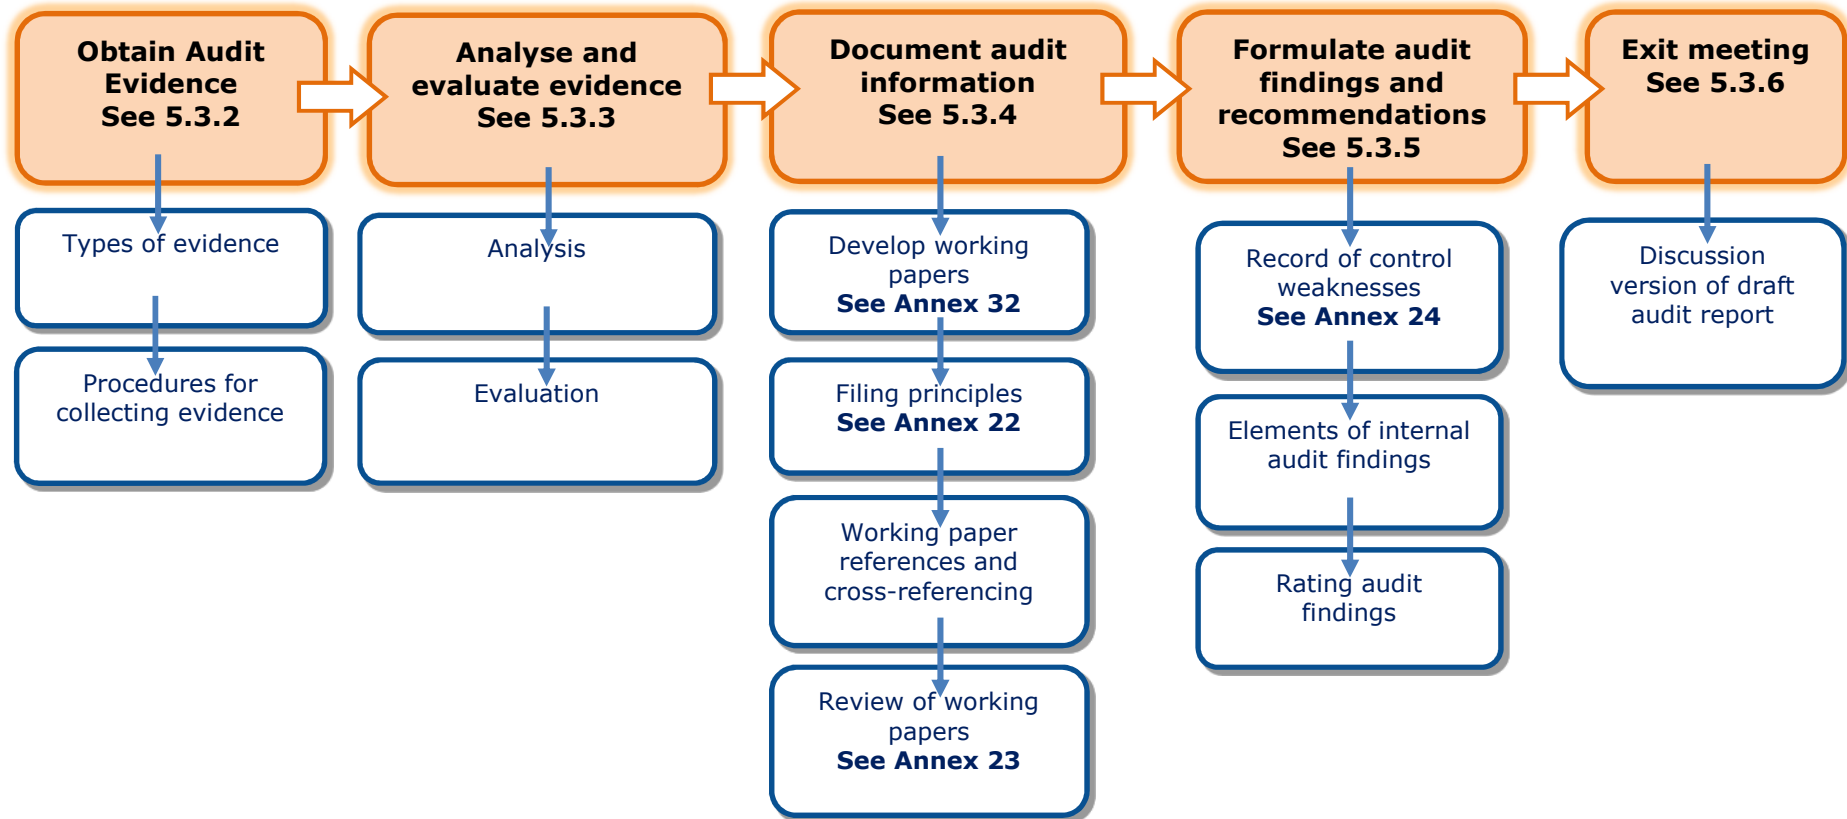 Obtain Audit
Evidence
See 5.3.2
Analyse and
evaluate evidence
See 5.3.3
Document audit
information
See 5.3.4
Formulate audit
findings and
recommendations
See 5.3.5
Exit meeting
See 5.3.6
Types of evidence
Procedures for
collecting evidence
Analysis
Evaluation
Develop working
papers
See Annex 32
Filing principles
See Annex 22
Working paper
references and
cross-referencing
Review of working
papers
See Annex 23
Record of control
weaknesses
See Annex 24
Elements of internal
audit findings
Rating audit
findings
Discussion
version of draft
audit report